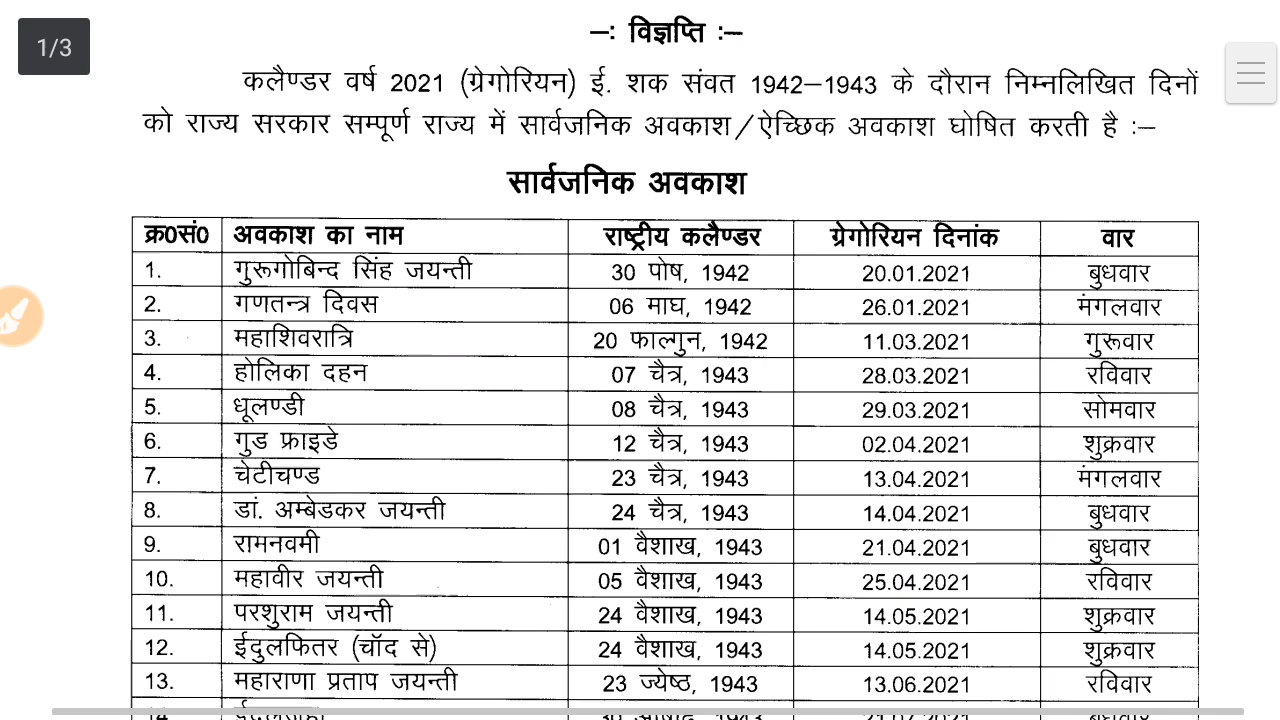 1/3
–: विज्ञप्ति :–
कलैण्डर वर्ष 2021 (ग्रेगोरियन) ई. शक संवत 1942–1943 के दौरान निम्नलिखित दिनों
को राज्य सरकार सम्पूर्ण राज्य में सार्वजनिक अवकाश/ऐच्छिक अवकाश घोषित करती है :–
सार्वजनिक अवकाश
क्र0सं0 अवकाश का नाम राष्ट्रीय कलैण्डर ग्रेगोरियन दिनांक वार
1. गुरूगोबिन्द सिंह जयन्ती 30 पोष, 1942 20.01.2021 बुधवार
2. गणतन्त्र दिवस 06 माघ, 1942 26.01.2021 मंगलवार
3. महाशिवरात्रि 20 फाल्गुन, 1942 11.03.2021 गुरूवार
4. होलिका दहन 07 चैत्र, 1943 28.03.2021 रविवार
5. धूलण्डी 08 चैत्र, 1943 29.03.2021 सोमवार
6. गुड फ्राइडे 12 चैत्र, 1943 02.04.2021 शुक्रवार
7. चेटीचण्ड 23 चैत्र, 1943 13.04.2021 मंगलवार
8. डां. अम्बेडकर जयन्ती 24 चैत्र, 1943 14.04.2021 बुधवार
9. रामनवमी 01 वैशाख, 1943 21.04.2021 बुधवार
10. महावीर जयन्ती 05 वैशाख, 1943 25.04.2021 रविवार
11. परशुराम जयन्ती 24 वैशाख, 1943 14.05.2021 शुक्रवार
12. ईदुलफितर (चॉद से) 24 वैशाख, 1943 14.05.2021 शुक्रवार
13. महाराणा प्रताप जयन्ती 23 ज्येष्ठ, 1943 13.06.2021 रविवार